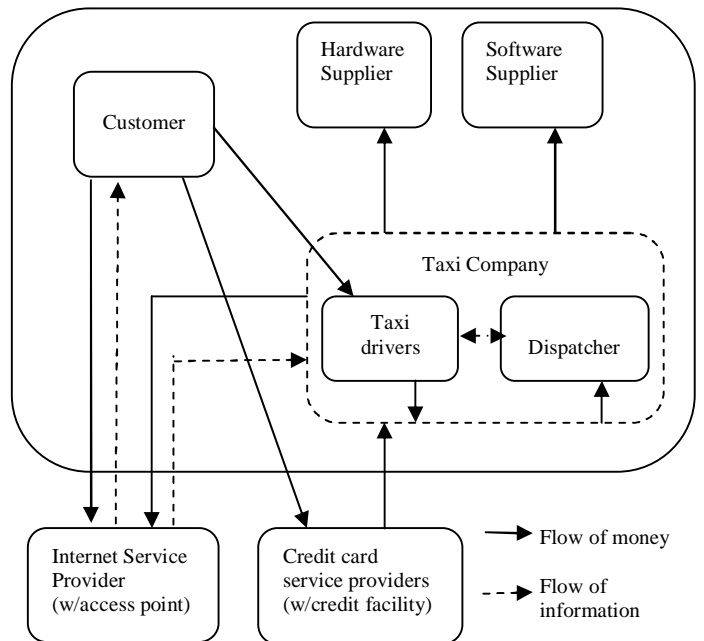 Hardware
Supplier
Software
Supplier
Customer
Taxi Company
Taxi
drivers
Dispatcher
Internet Service
Provider
(w/access point)
Credit card
service providers
(w/credit facility)
Flow of money
Flow of
information